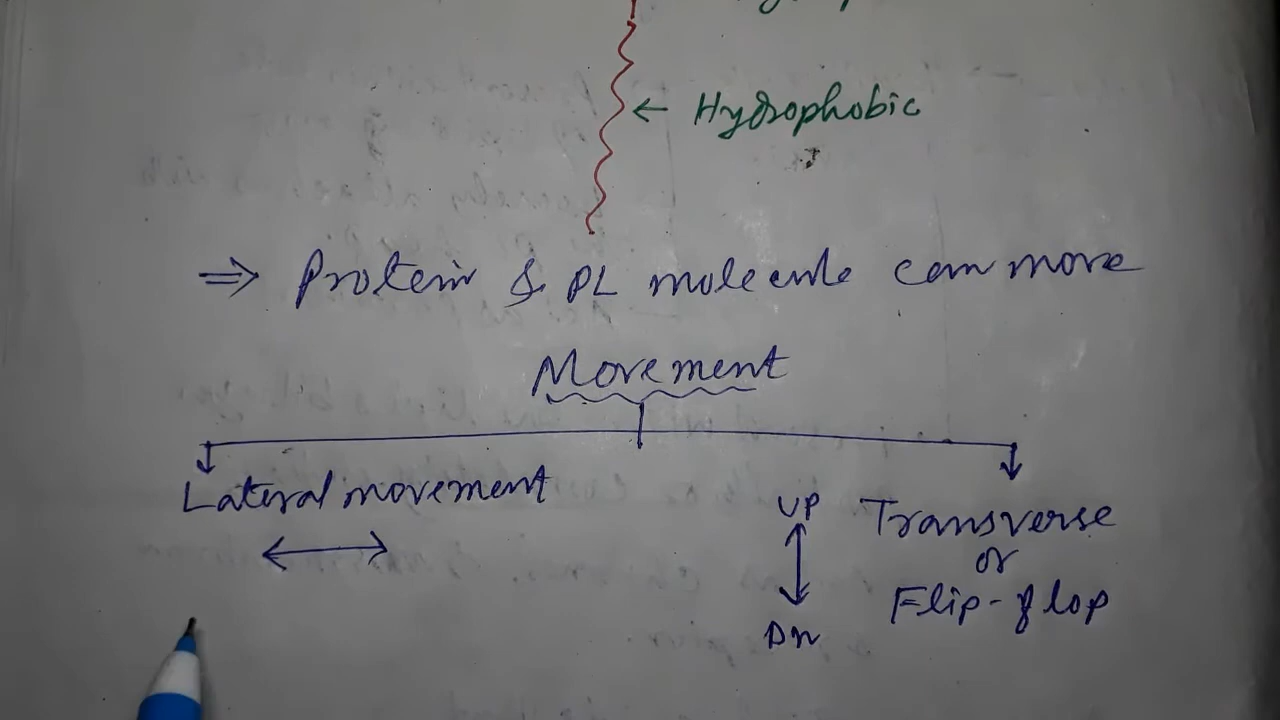 ← Hydrophobic
⇒ Protein & PL molecule can move
Movement
Lateral movement
UP Transverse
or
Flip-flop
Dn